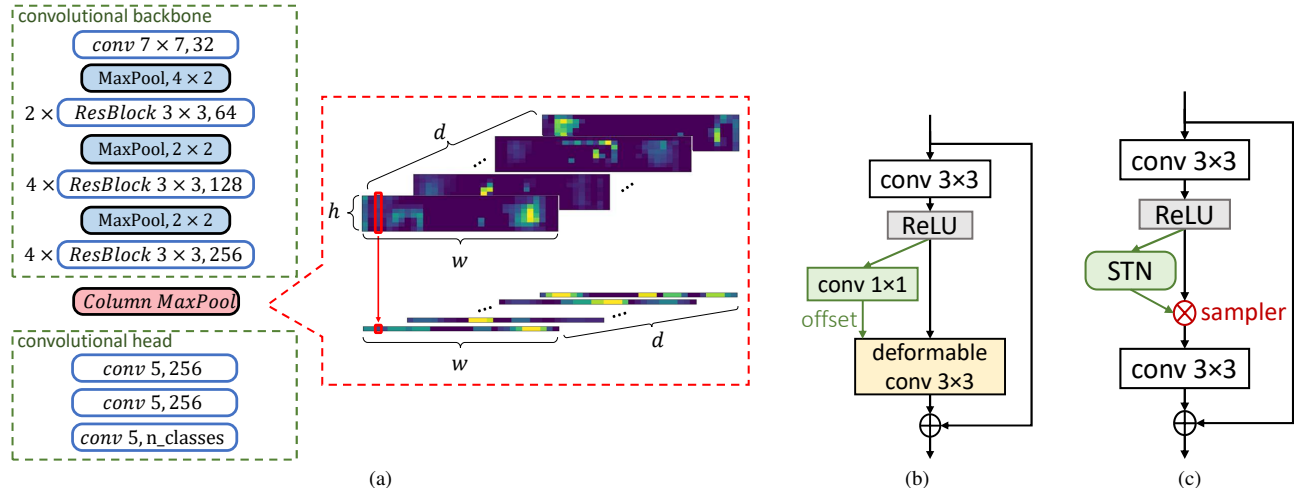 convolutional backbone
conv 7 × 7, 32
MaxPool, 4 × 2
2 × ResBlock 3 × 3, 64
MaxPool, 2 × 2
4 × ResBlock 3 × 3, 128
MaxPool, 2 × 2
4 × ResBlock 3 × 3, 256
Column MaxPool
convolutional head
conv 5, 256
conv 5, 256
conv 5, n_classes
d
...
...
h
w
...
...
d
w
(a)
conv 3×3
ReLU
conv 1×1
offset
deformable
conv 3×3
(b)
conv 3×3
ReLU
STN
sampler
conv 3×3
(c)